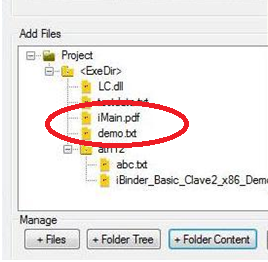 Add Files
Project
<ExeDir>
LC.dll
iMain.pdf
demo.txt
abc.txt
iBinder_Basic_Clave2_x86_Demo
Manage
+ Files
+ Folder Tree
+ Folder Content